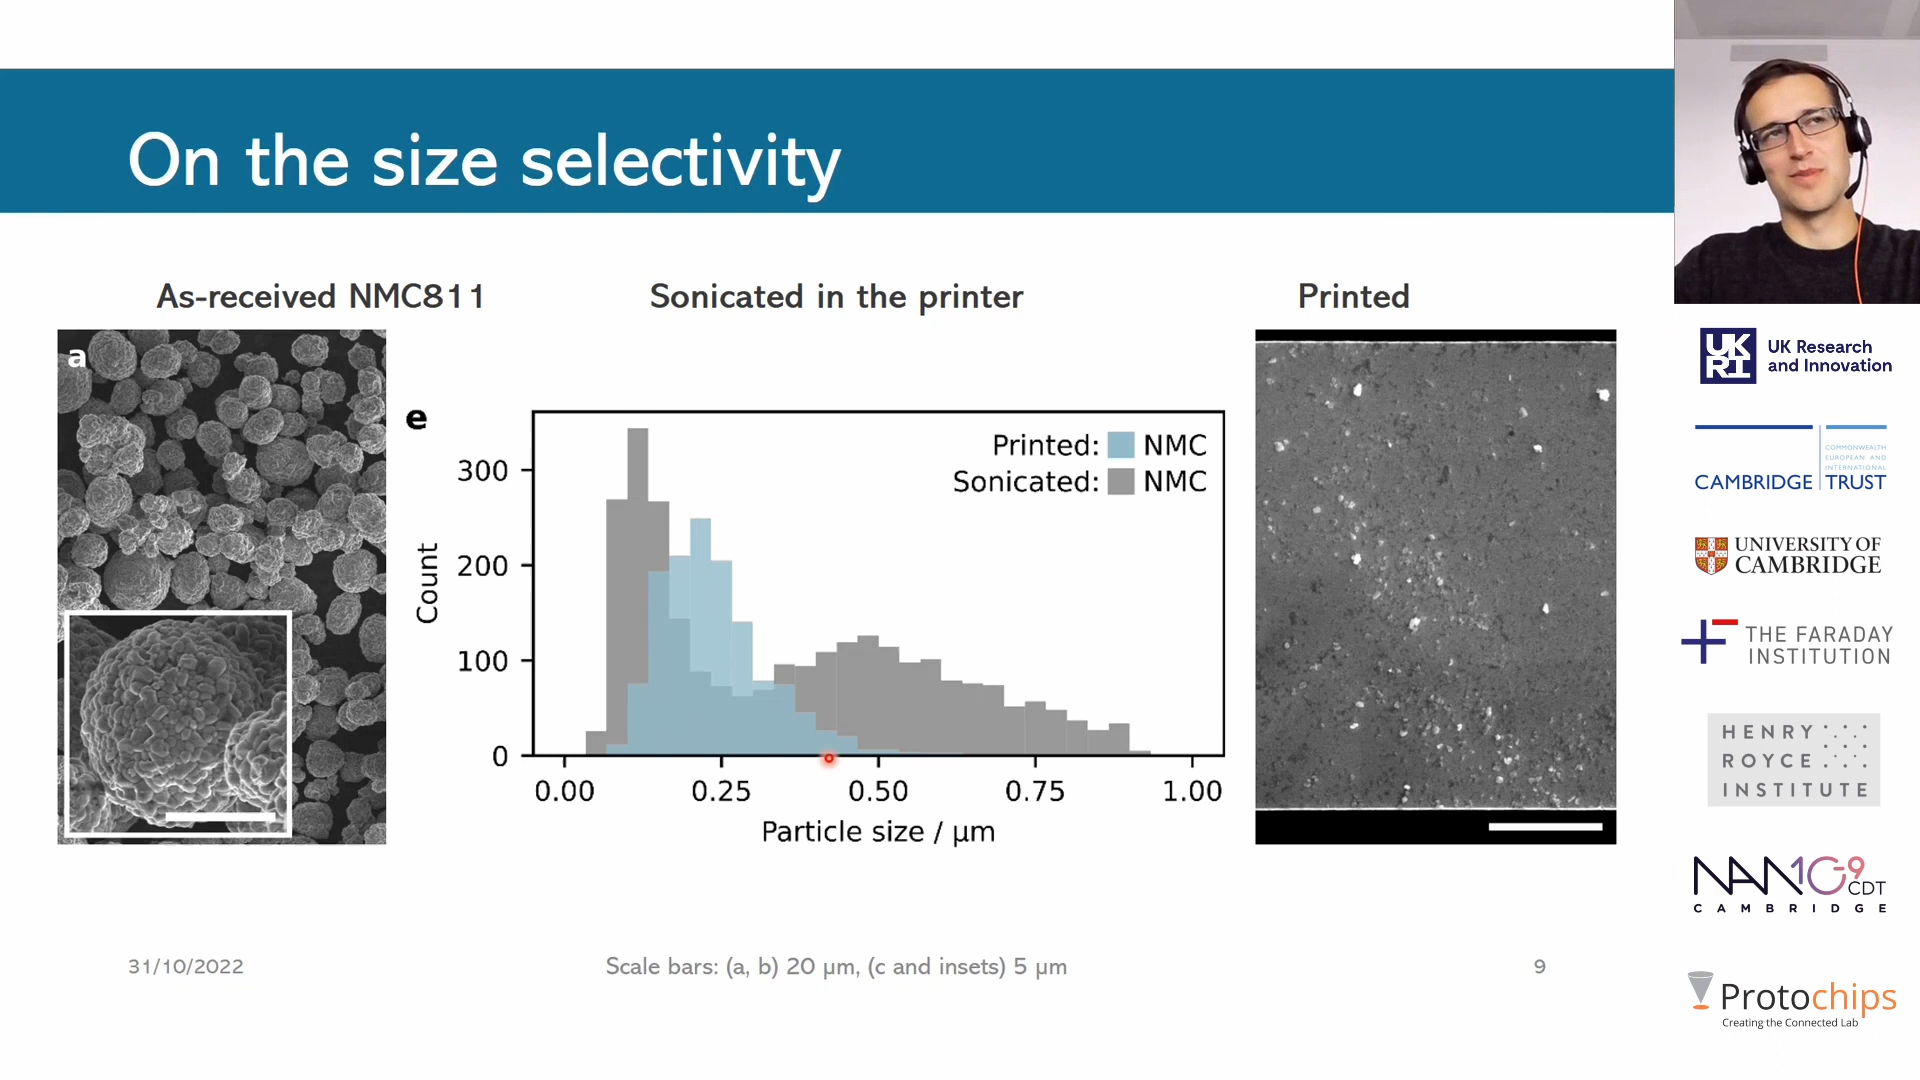 On the size selectivity
As-received NMC811
Sonicated in the printer
Printed
a
e
Printed: NMC
Sonicated: NMC
300
200
100
0
Count
0.00 0.25 0.50 0.75 1.00
Particle size / µm
31/10/2022
Scale bars: (a, b) 20 µm, (c and insets) 5 µm
9
UKRI
UK Research
and Innovation
CAMBRIDGE
COMMONWEALTH
EUROPEAN AND
INTERNATIONAL
TRUST
UNIVERSITY OF
CAMBRIDGE
THE FARADAY
INSTITUTION
HENRY
ROYCE
INSTITUTE
NAN10-9
CDT
CAMBRIDGE
Protochips
Creating the Connected Lab